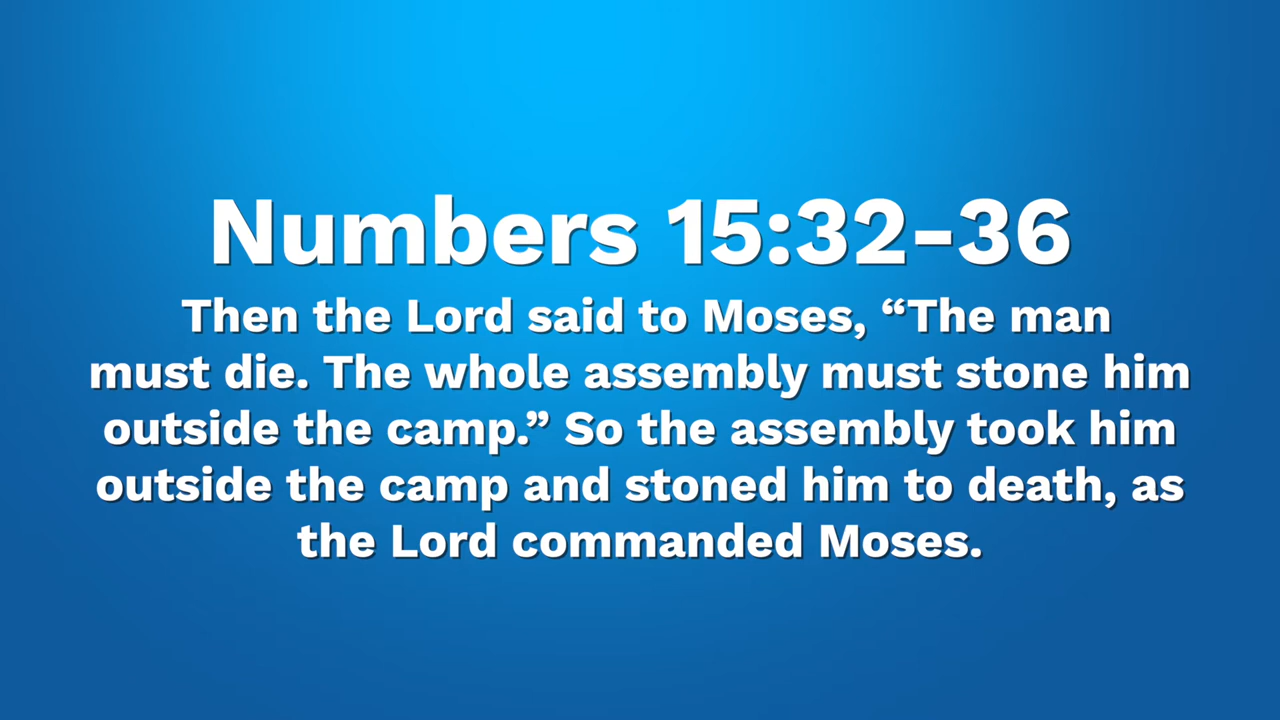 Numbers 15:32-36
Then the Lord said to Moses, “The man
must die. The whole assembly must stone him
outside the camp.” So the assembly took him
outside the camp and stoned him to death, as
the Lord commanded Moses.